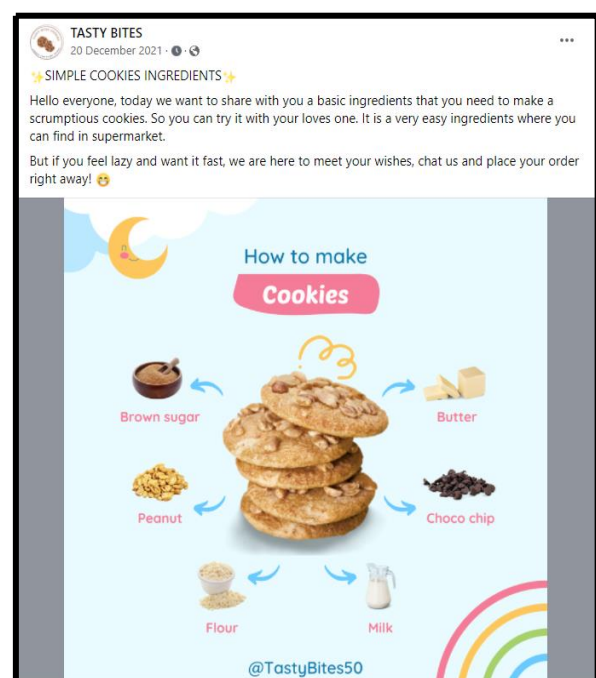 TASTY BITES
20 December 2021 ·
✨SIMPLE COOKIES INGREDIENTS✨
Hello everyone, today we want to share with you a basic ingredients that you need to make a
scrumptious cookies. So you can try it with your loves one. It is a very easy ingredients where you
can find in supermarket.
But if you feel lazy and want it fast, we are here to meet your wishes, chat us and place your order
right away! 😁
How to make
Cookies
Brown sugar
Butter
Peanut
Choco chip
Flour
Milk
@TastyBites50